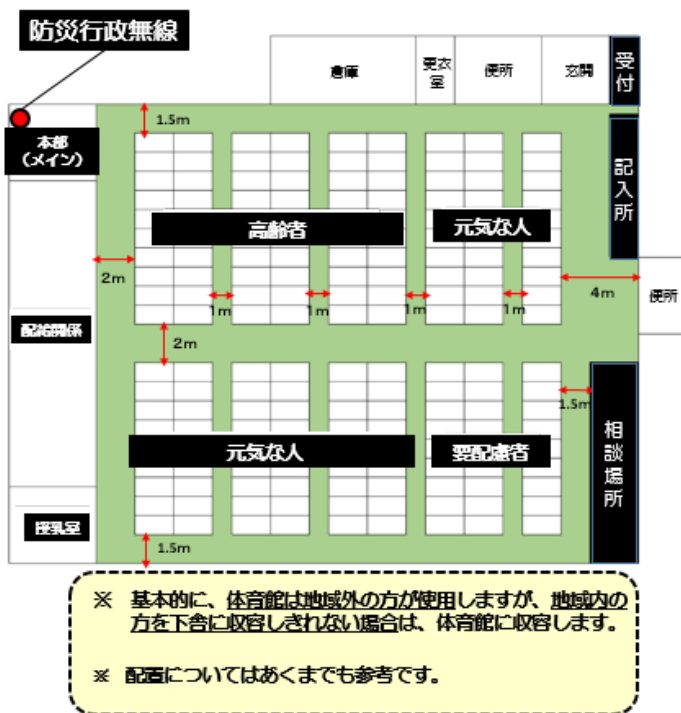 防災行政無線
倉庫
更衣
室
便所
玄関
受付
本部
(メイン)
1.5m
記入所
高齢者
元気な人
2m
1m
1m
1m
1m
4m
便所
配給関係
2m
1.5m
元気な人
要配慮者
相談場所
授乳室
1.5m
※ 基本的に、体育館は地域外の方が使用しますが、地域内の
方を下舎に収容しきれない場合は、体育館に収容します。
※ 配置についてはあくまでも参考です。